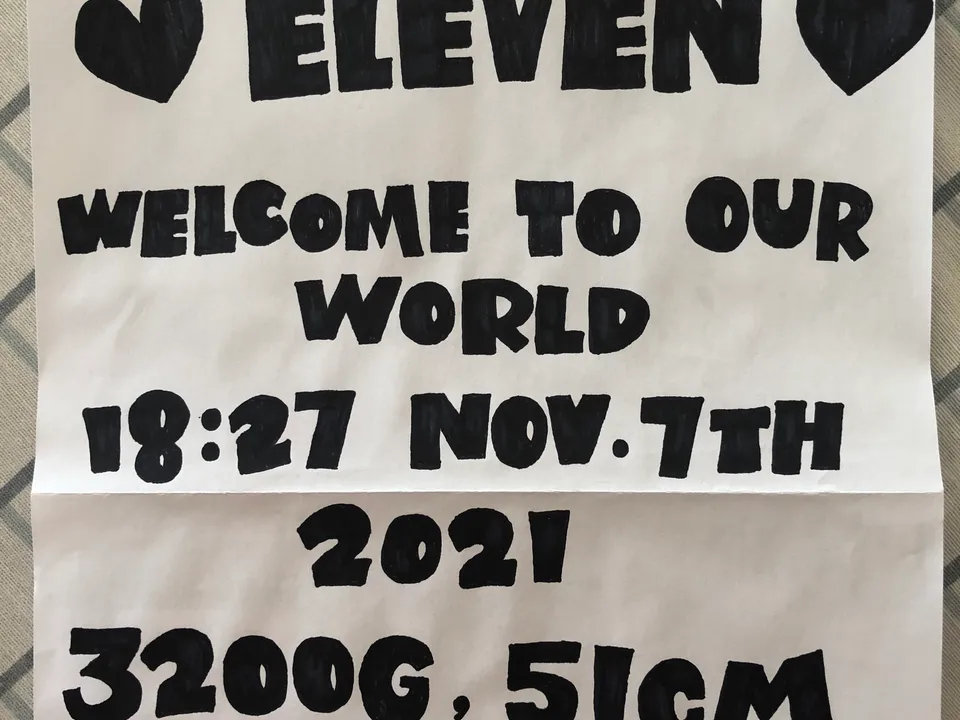 ELEVEN
WELCOME TO OUR
WORLD
18:27 NOV.7TH
2021
3200G, 51CM